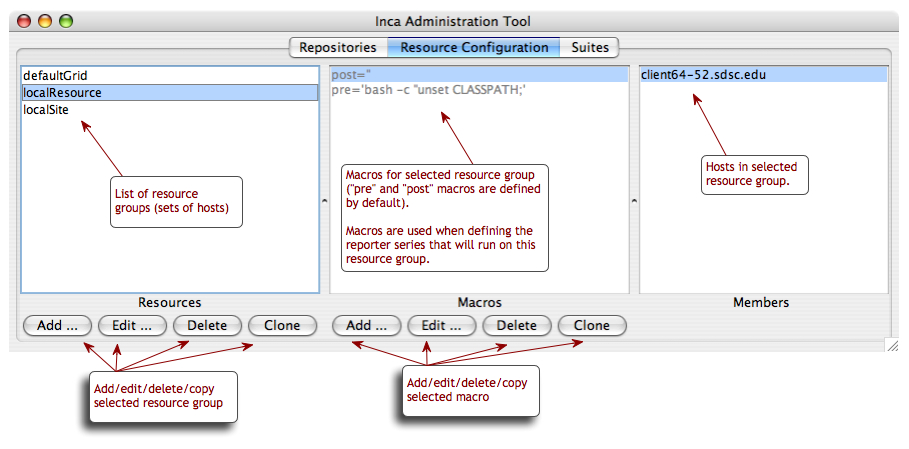 Inca Administration Tool
Repositories
Resource Configuration
Suites
defaultGrid
localResource
localSite
List of resource
groups (sets of hosts)
post=''
pre='bash -c "unset CLASSPATH;'
Macros for selected resource group
("pre" and "post" macros are defined
by default).
Macros are used when defining the
reporter series that will run on this
resource group.
client64-52.sdsc.edu
Hosts in selected
resource group.
Resources
Macros
Members
Add ...
Edit ...
Delete
Clone
Add ...
Edit ...
Delete
Clone
Add/edit/delete/copy
selected resource group
Add/edit/delete/copy
selected macro